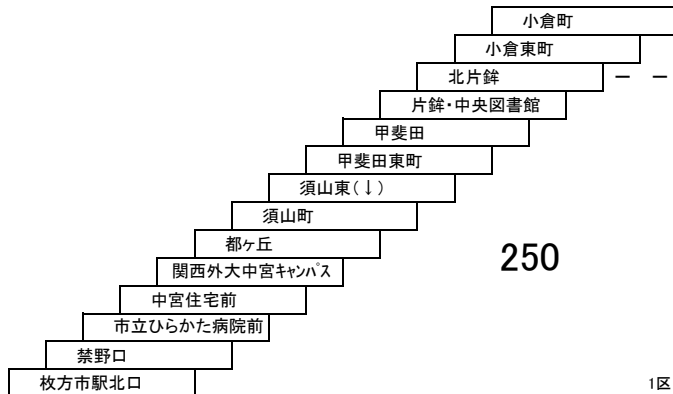 小倉町
小倉東町
北片鉾
片鉾・中央図書館
甲斐田
甲斐田東町
須山東(↓)
須山町
都ヶ丘
250
関西外大中宮キャンパス
中宮住宅前
市立ひらかた病院前
禁野口
枚方市駅北口
1区